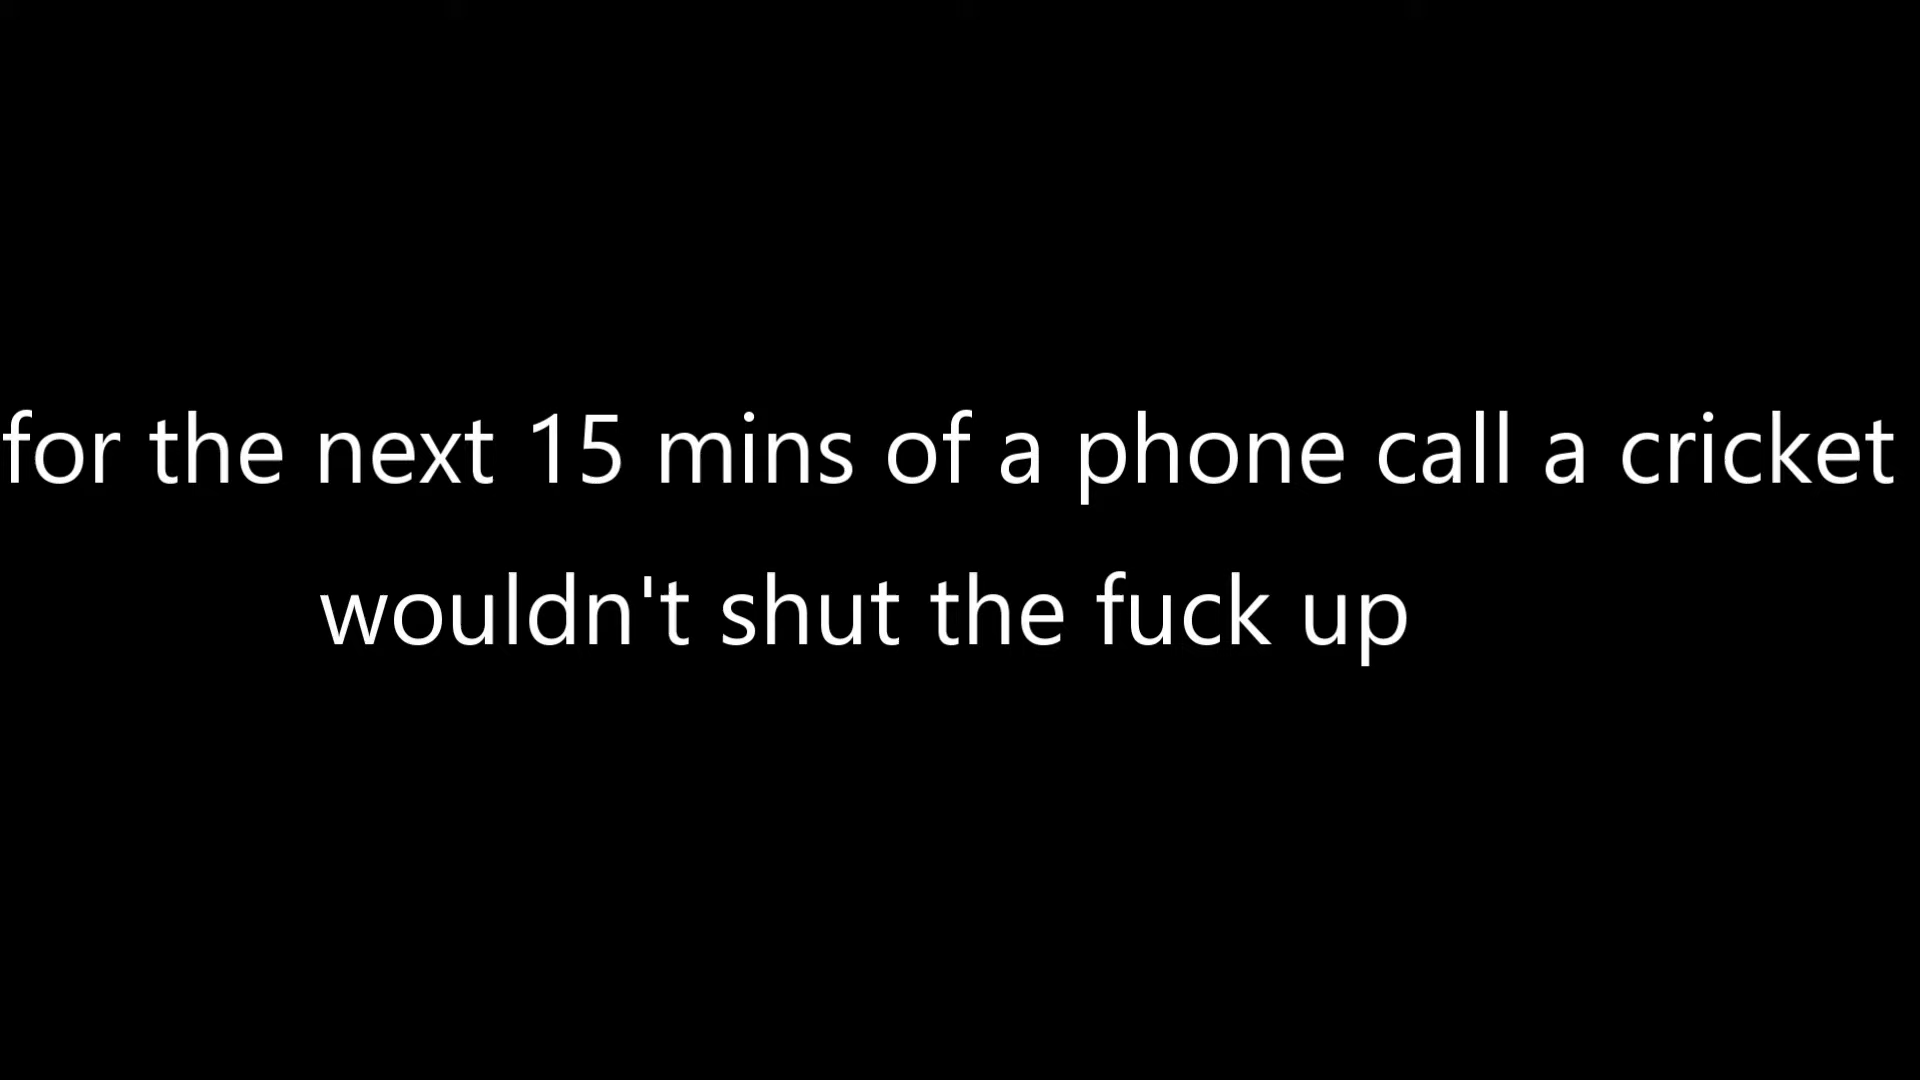 for the next 15 mins of a phone call a cricket
wouldn't shut the fuck up